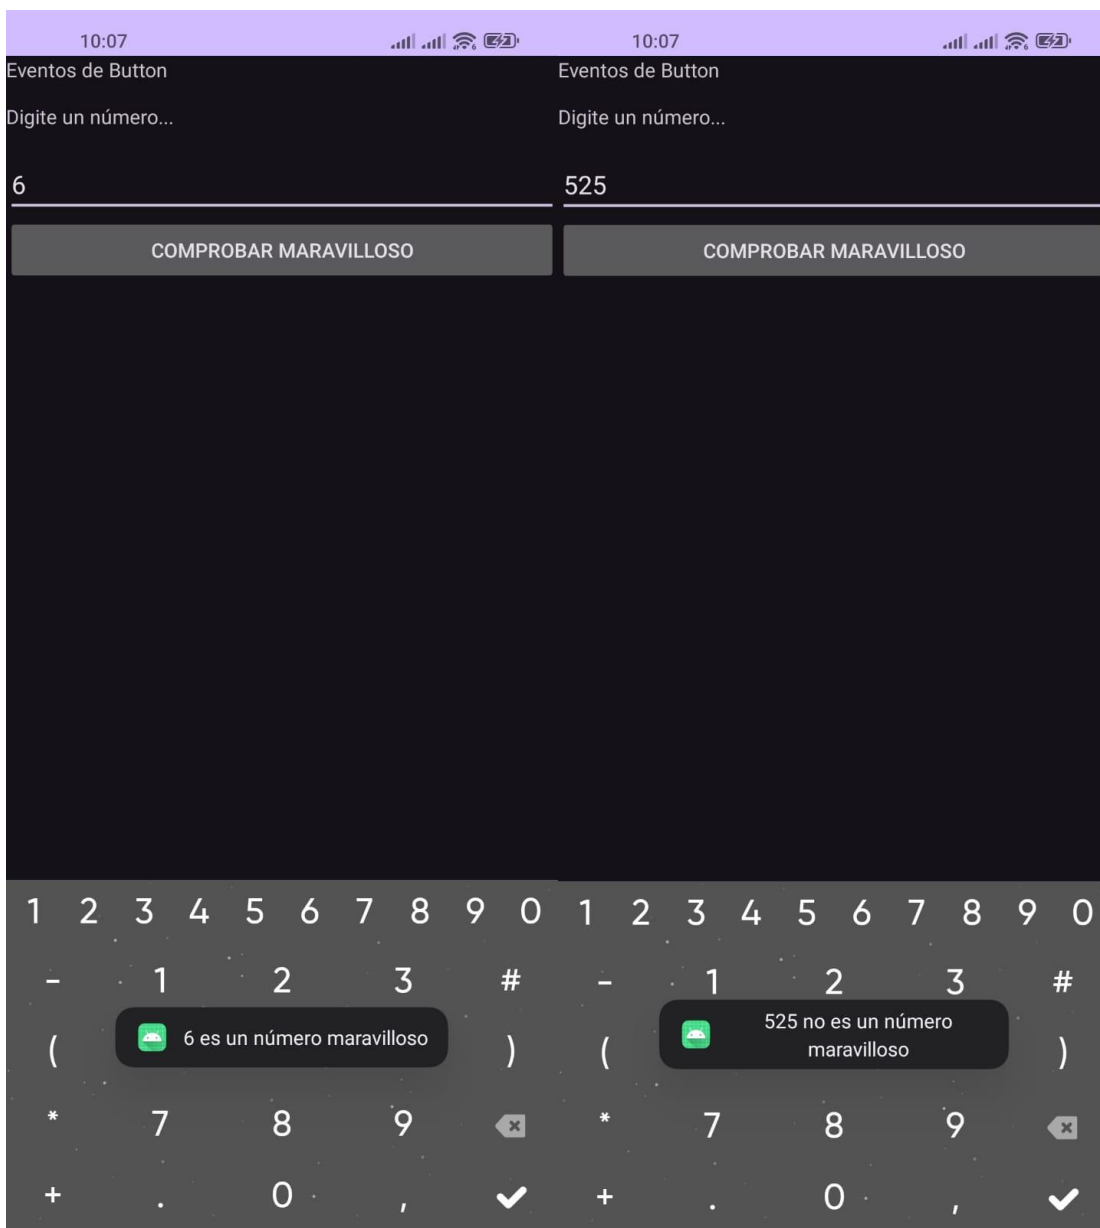 10:07
Eventos de Button
Digite un número...
6
COMPROBAR MARAVILLOSO
1 2 3 4 5 6 7 8 9 0
- 1 2 3 #
( 6 es un número maravilloso )
* 7 8 9
+ . 0 ,
10:07
Eventos de Button
Digite un número...
525
COMPROBAR MARAVILLOSO
1 2 3 4 5 6 7 8 9 0
- 1 2 3 #
525 no es un número
( maravilloso )
* 7 8 9
+ . 0 ,